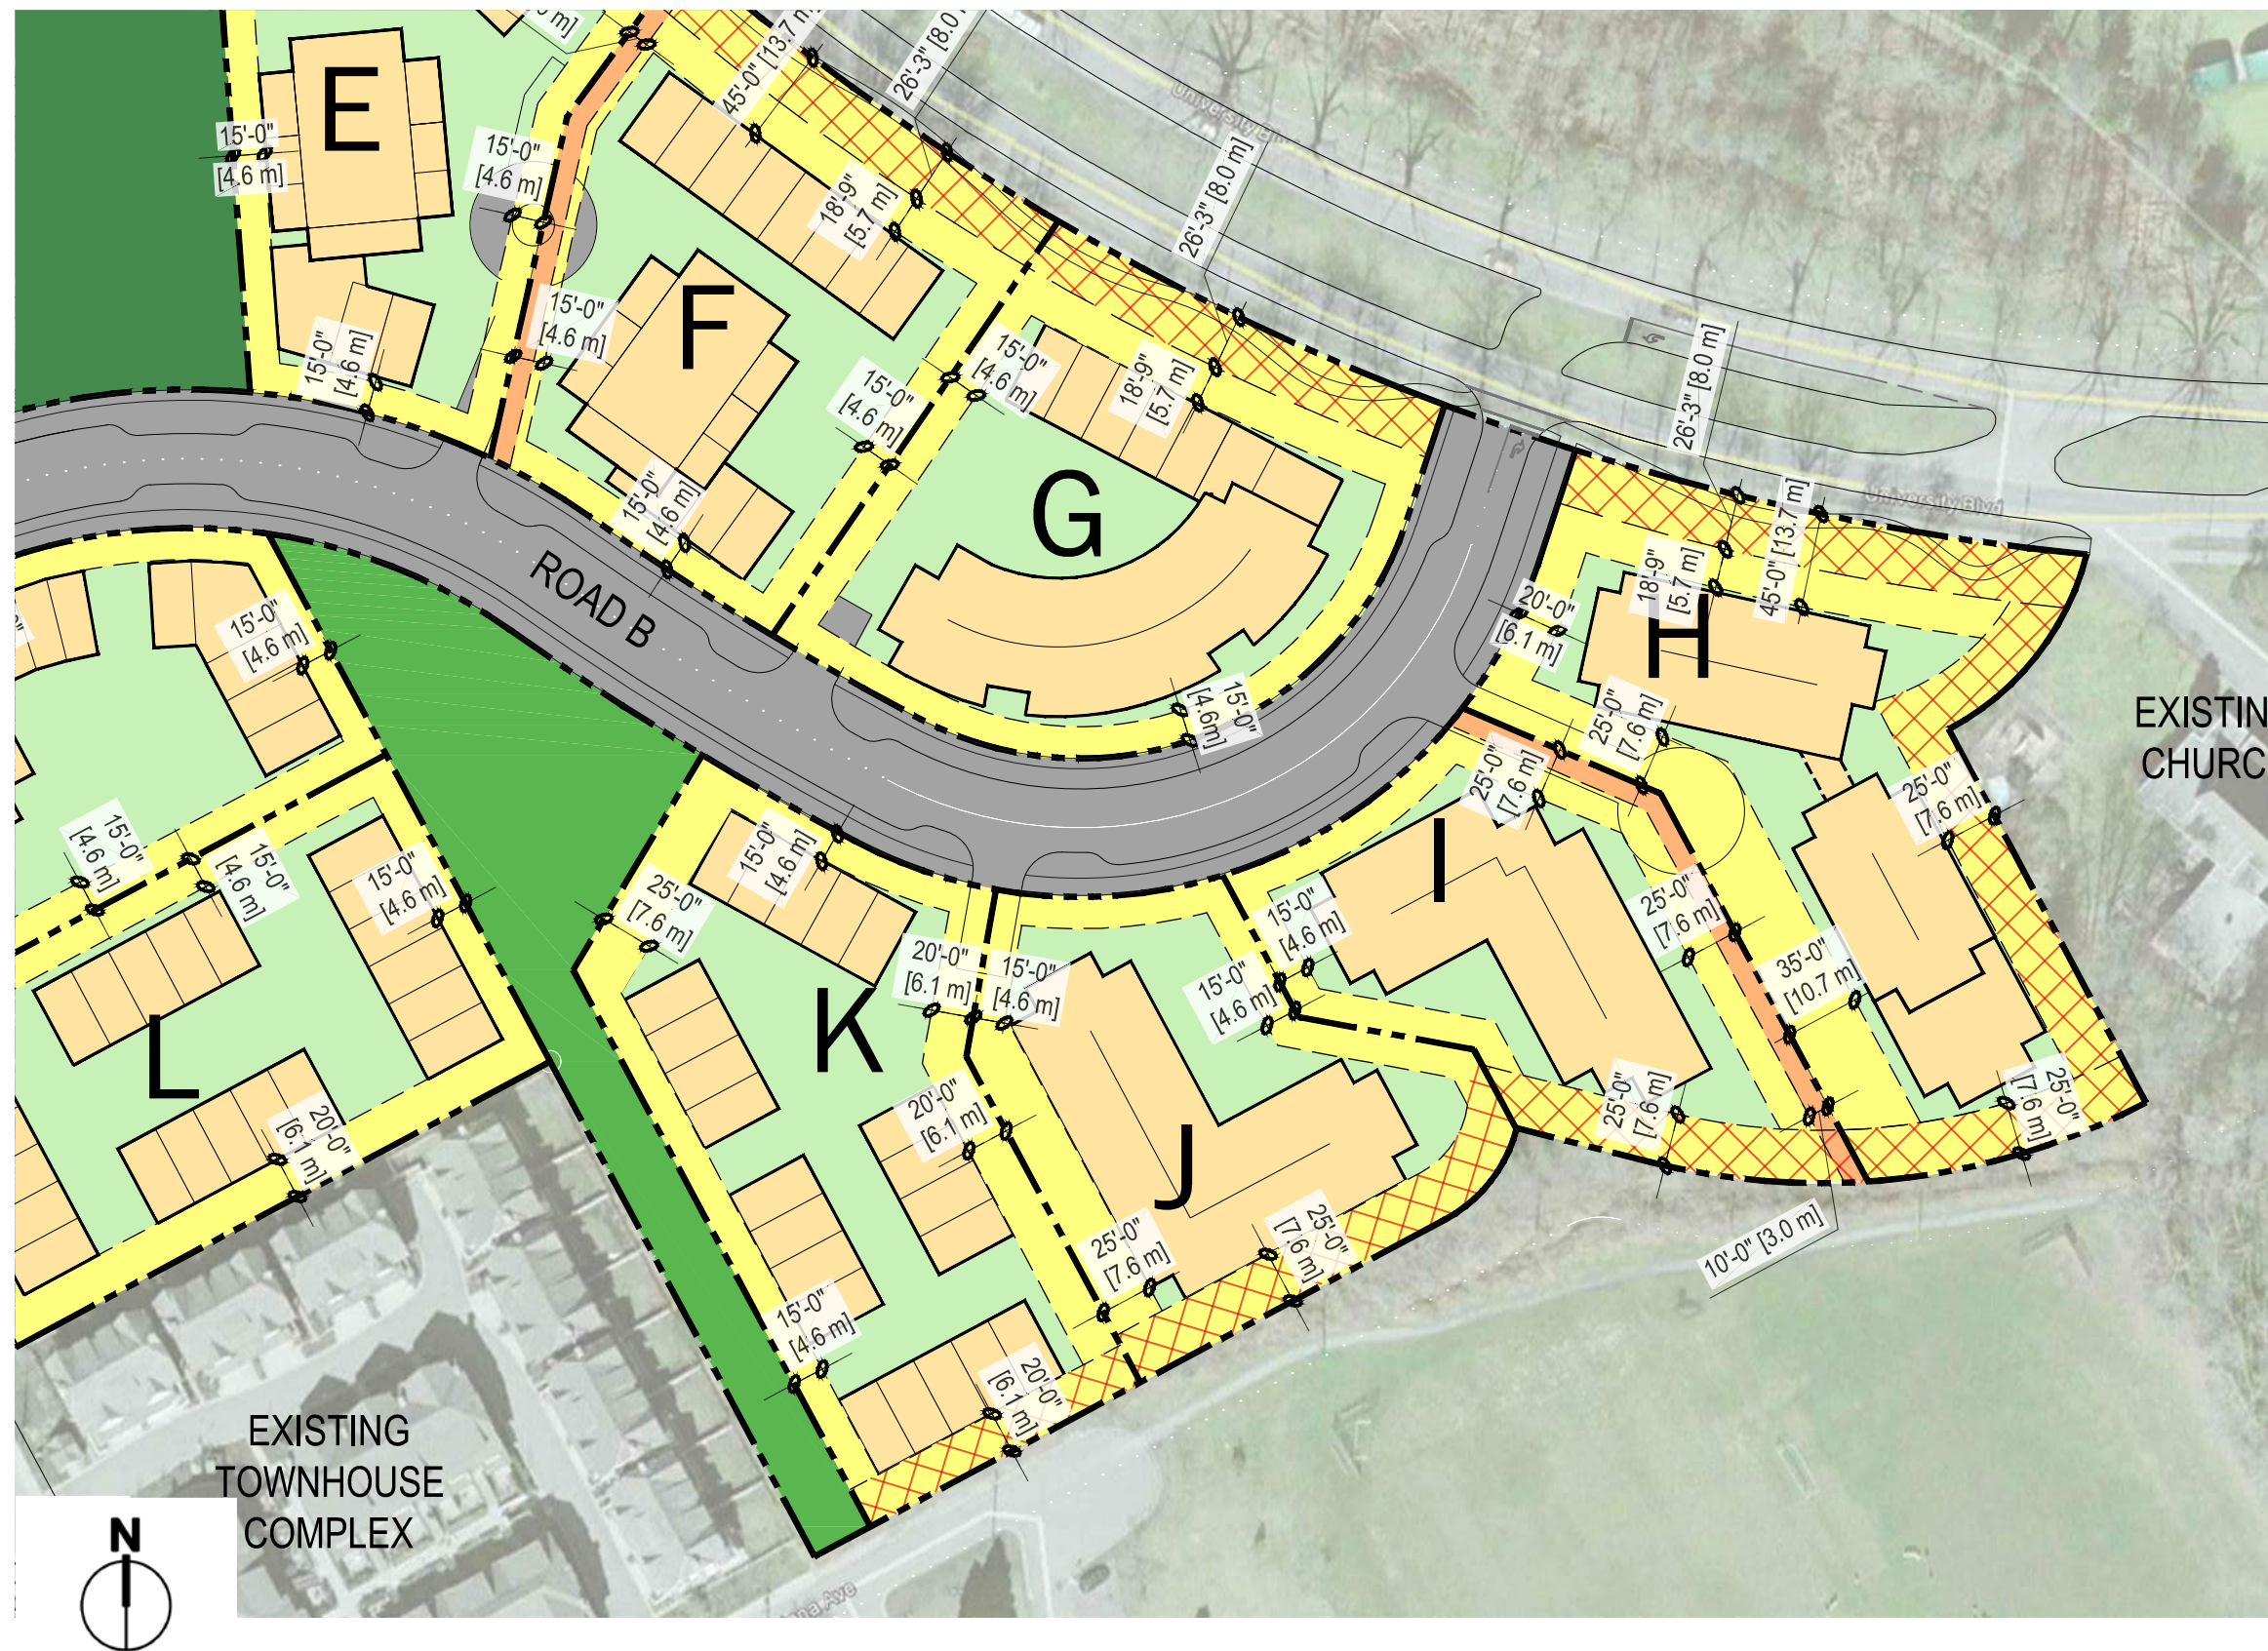 45'-0" [13.7 m]
26'-3" [8.0
E
15'-0"
[4.6 m]
15'-0"
[4.6 m]
University
18'-9"
[5.7 m]
26'-3" [8.0 m]
15'-0"
[4.6 m]
F
15'-0"
[4.6 m]
15'-0"
[4.6 m]
18'-9"
[5.7 m]
15'-0"
[4.6 m]
26'-3" [8.0 m]
15'-0"
[4.6 m]
G
University Blvd
45'-0" [13.7 m]
18'-9"
[5.7 m]
ROAD B
20'-0"
[6.1 m]
H
15'-0"
[4.6 m]
25'-0"
[7.6 m]
15'-0"
[4.6m]
EXISTIN
CHURC
25'-0"
[7.6 m]
25'-0"
[7.6 m]
15'-0"
[4.6 m]
15'-0"
[4.6 m]
15'-0"
[4.6 m]
15'-0"
[4.6 m]
I
25'-0"
[7.6 m]
15'-0"
[4.6 m]
25'-0"
[7.6 m]
20'-0"
[6.1 m]
15'-0"
[4.6 m]
15'-0"
[4.6 m]
35'-0"
[10.7 m]
K
L
20'-0"
[6.1 m]
25'-0"
[7.6 m]
25'-0"
[7.6 m]
20'-0"
[6.1 m]
J
25'-0"
[7.6 m]
25'-0"
[7.6 m]
10'-0" [3.0 m]
15'-0"
[4.6 m]
20'-0"
[6.1 m]
EXISTING
TOWNHOUSE
COMPLEX
N
Ave